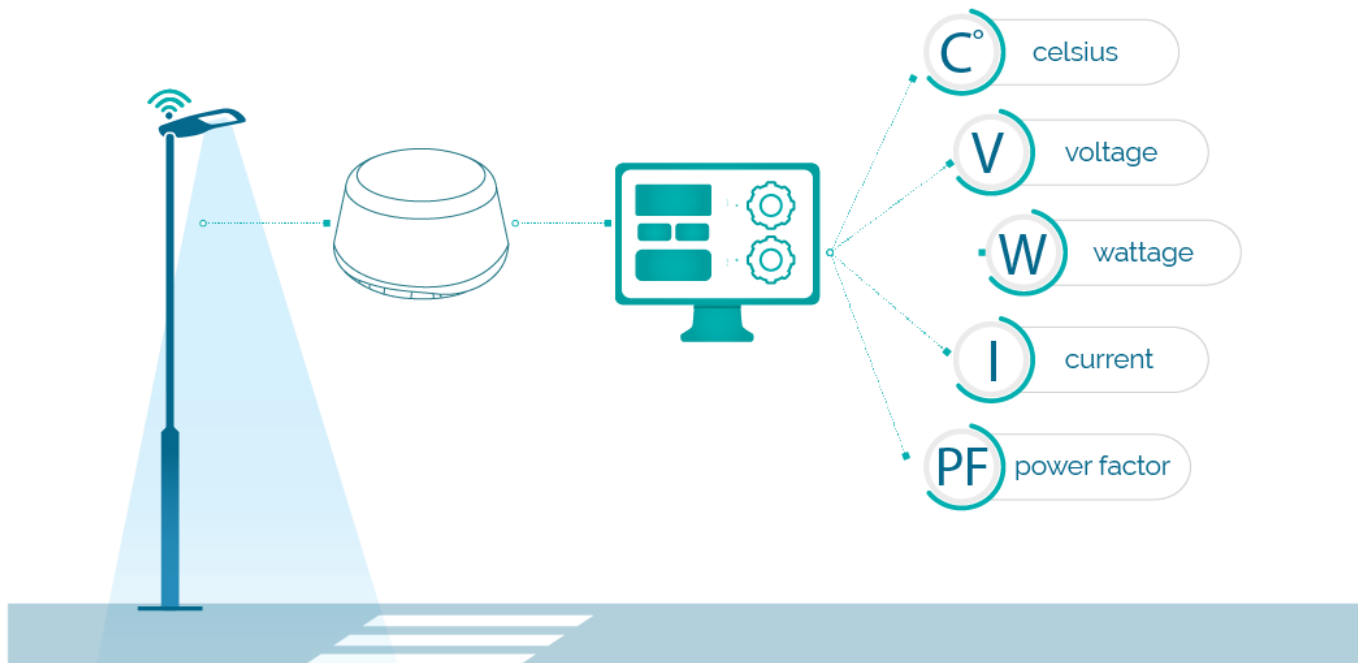 C° celsius
V voltage
W wattage
I current
PF power factor